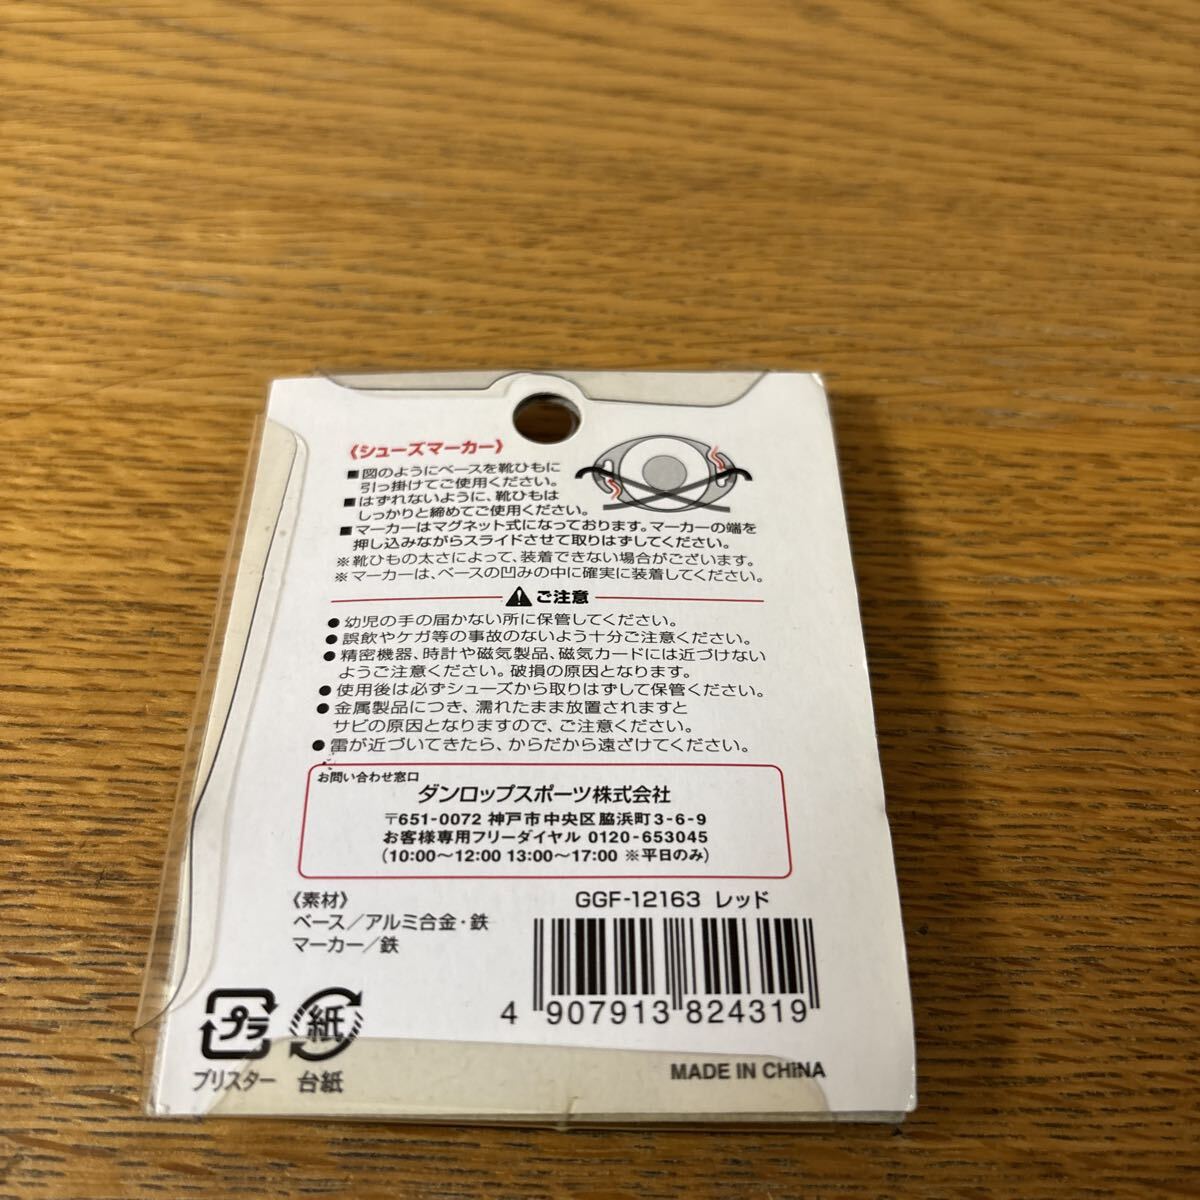 《シューズマーカー》
■図のようにベースを靴ひもに
引っ掛けてご使用ください。
■はずれないように、靴ひもは
しっかりと締めてご使用ください。
■マーカーはマグネット式になっております。マーカーの端を
押し込みながらスライドさせて取りはずしてください。
※靴ひもの太さによって、装着できない場合がございます。
※マーカーは、ベースの凹みの中に確実に装着してください。
ご注意
●幼児の手の届かない所に保管してください。
●誤飲やケガ等の事故のないよう十分ご注意ください。
●精密機器、時計や磁気製品、磁気カードには近づけない
ようご注意ください。破損の原因となります。
●使用後は必ずシューズから取りはずして保管ください。
●金属製品につき、濡れたまま放置されますと
サビの原因となりますので、ご注意ください。
●雷が近づいてきたら、からだから遠ざけてください。
お問い合わせ窓口
ダンロップスポーツ株式会社
〒651-0072 神戸市中央区脇浜町3-6-9
お客様専用フリーダイヤル 0120-653045
(10:00〜12:00 13:00〜17:00 ※平日のみ)
《素材》
ベース／アルミ合金・鉄
マーカー／鉄
GGF-12163 レッド
4 907913 824319
プラ
ブリスター
紙
台紙
MADE IN CHINA